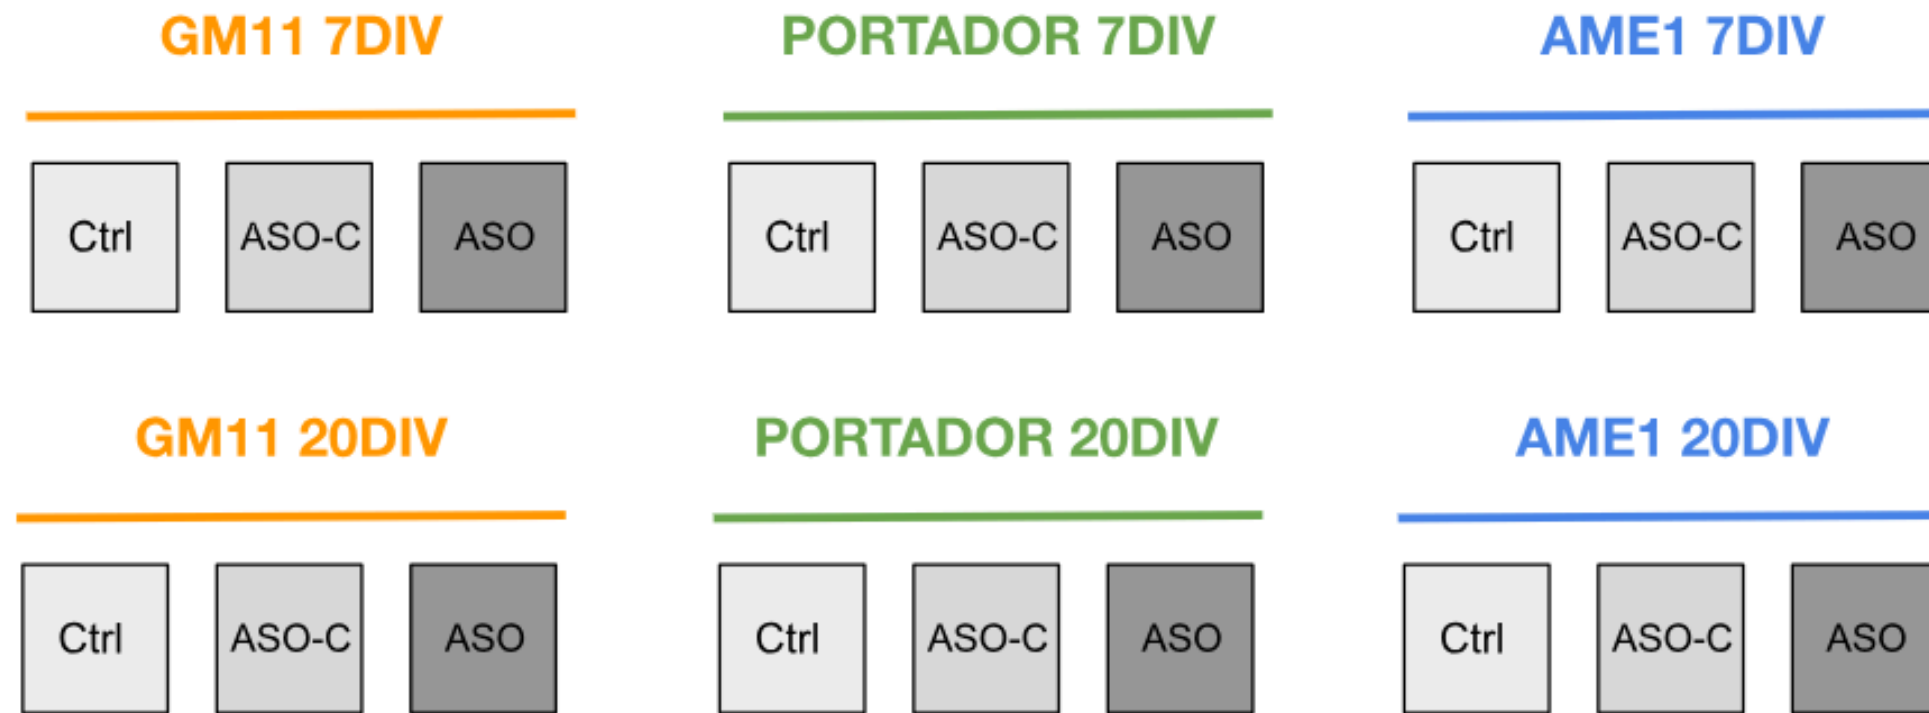 GM11 7DIV PORTADOR 7DIV AME1 7DIV
Ctrl ASO-C ASO Ctrl ASO-C ASO Ctrl ASO-C ASO
GM11 20DIV PORTADOR 20DIV AME1 20DIV
Ctrl ASO-C ASO Ctrl ASO-C ASO Ctrl ASO-C ASO